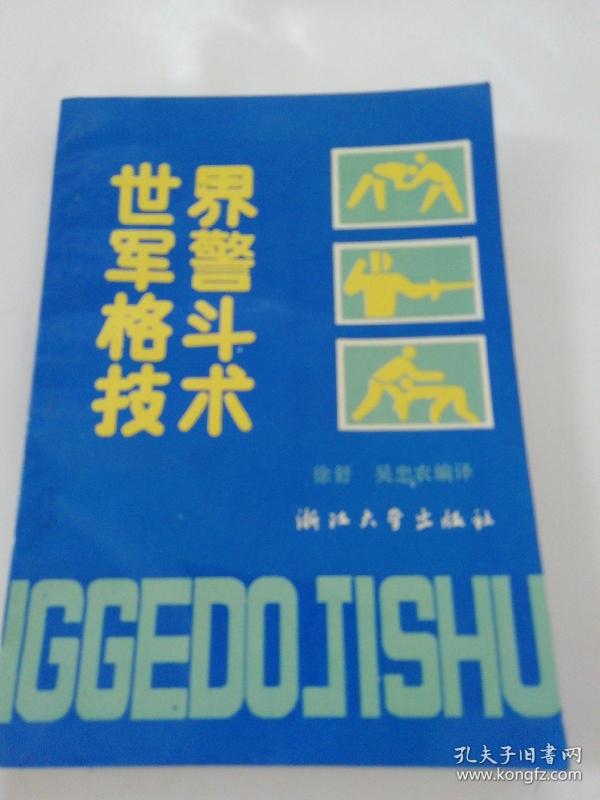 世界
军警
格斗
技术
徐舒 吴忠农编译
浙江大学出版社
GGEDOJISHU
孔夫子旧书网
www.kongfz.com